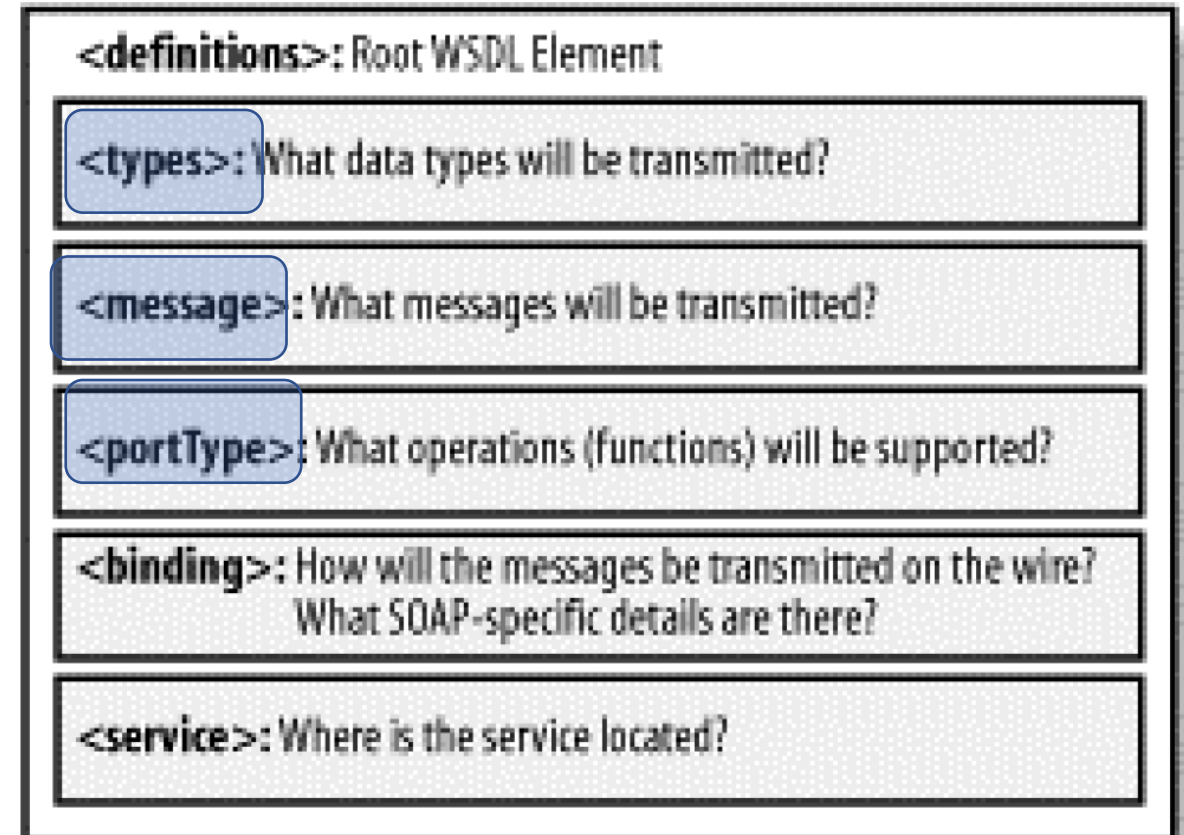 <definitions>: Root WSDL Element
<types>: What data types will be transmitted?
<message>: What messages will be transmitted?
<portType>: What operations (functions) will be supported?
<binding>: How will the messages be transmitted on the wire?
What SOAP-specific details are there?
<service>: Where is the service located?